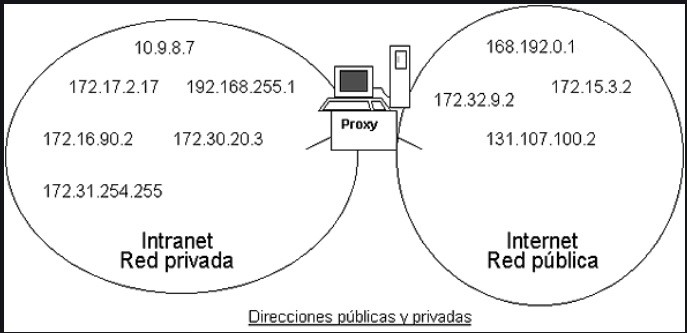 10.9.8.7
172.17.2.17 192.168.255.1
172.16.90.2 172.30.20.3
172.31.254.255
Intranet
Red privada
Proxy
168.192.0.1
172.32.9.2 172.15.3.2
131.107.100.2
Internet
Red pública
Direcciones públicas y privadas